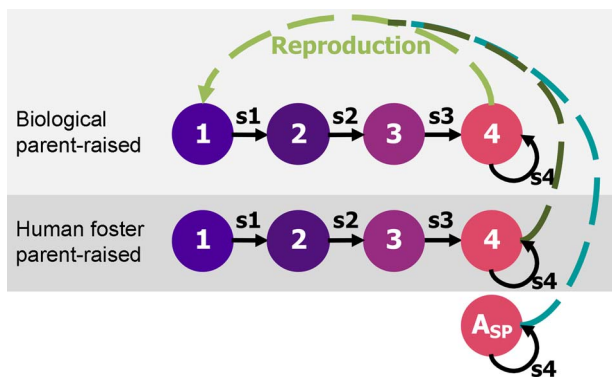 Reproduction
Biological
parent-raised
1 s1 2 s2 3 s3 4
s4
Human foster
parent-raised
1 s1 2 s2 3 s3 4
s4
ASP
s4